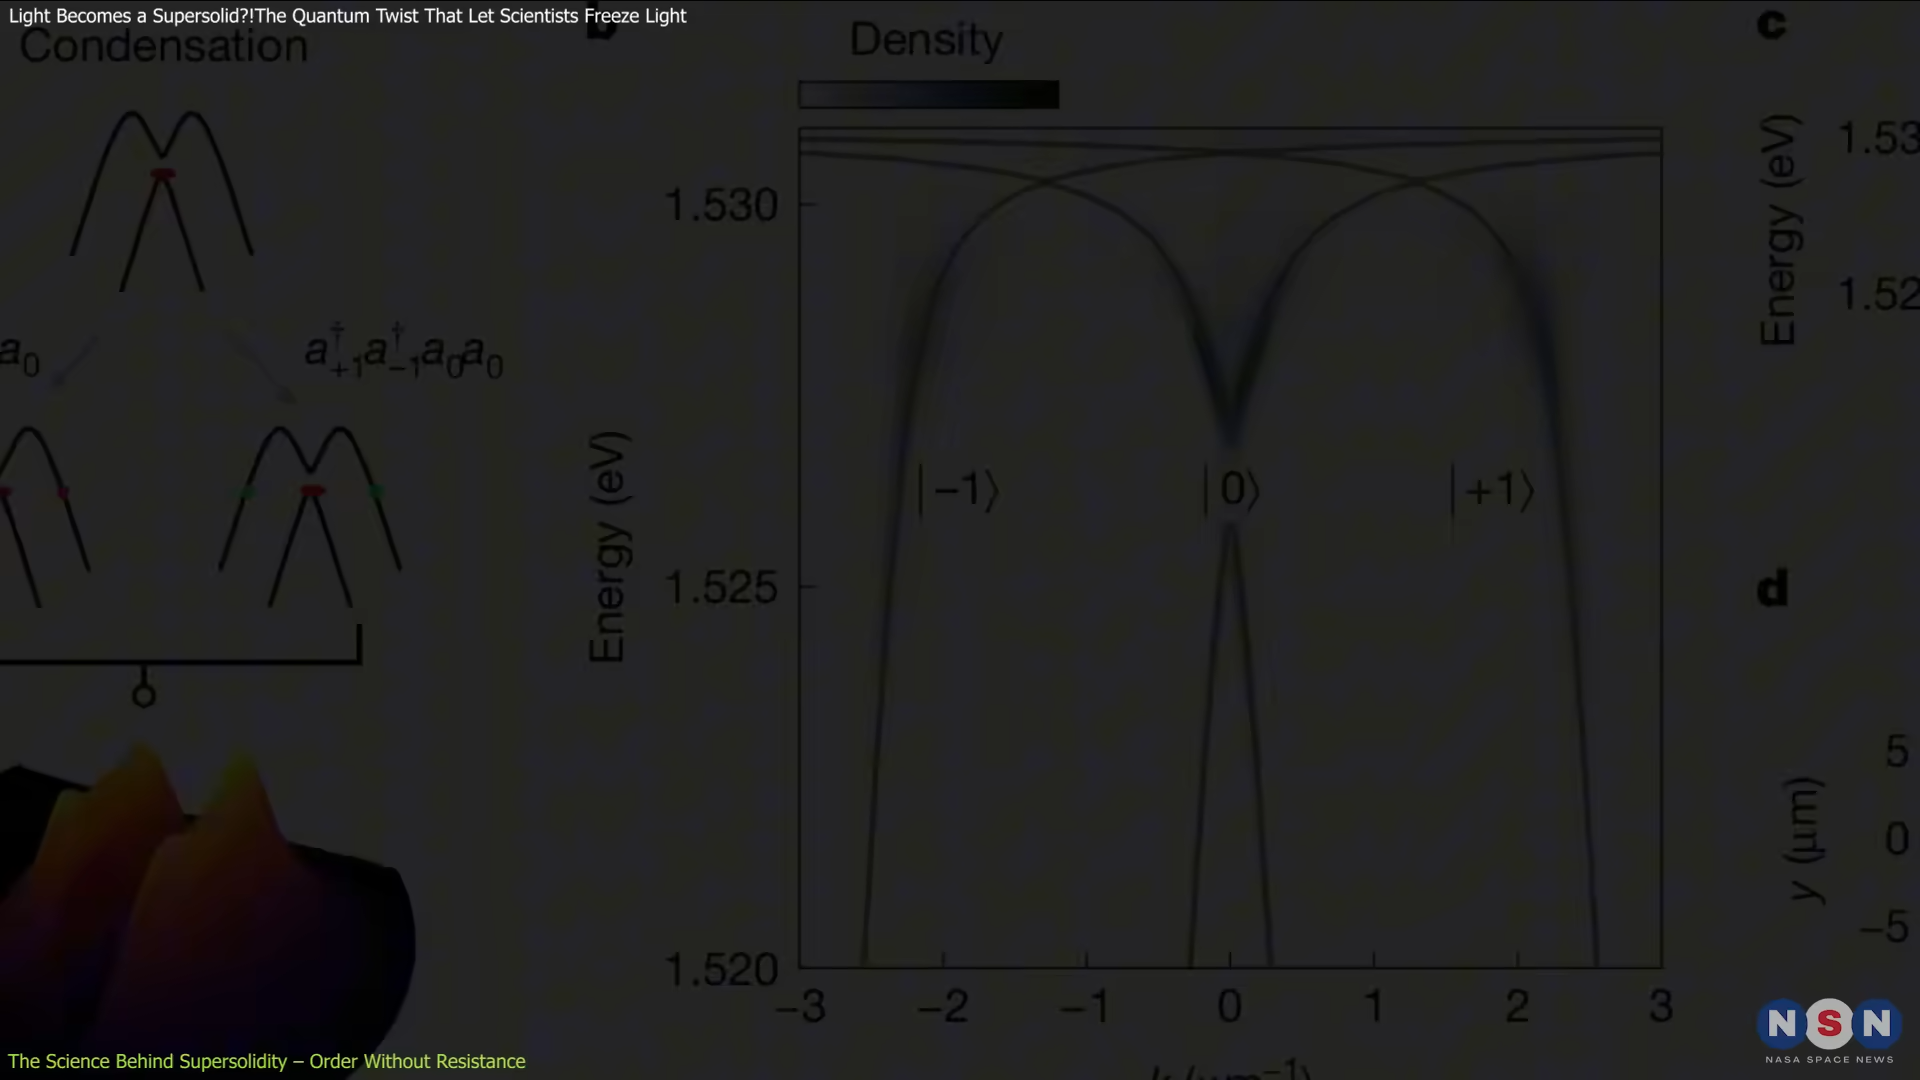 Light Becomes a Supersolid?!The Quantum Twist That Let Scientists Freeze Light
Condensation
a₀
a†₊₁a†₋₁a₀a₀
b
Density
Energy (eV)
1.530
1.525
1.520
|−1⟩
|0⟩
|+1⟩
−3 −2 −1 0 1 2 3
c
Energy (eV)
1.53
1.52
d
y (μm)
5
0
−5
The Science Behind Supersolidity – Order Without Resistance
NSN
NASA SPACE NEWS